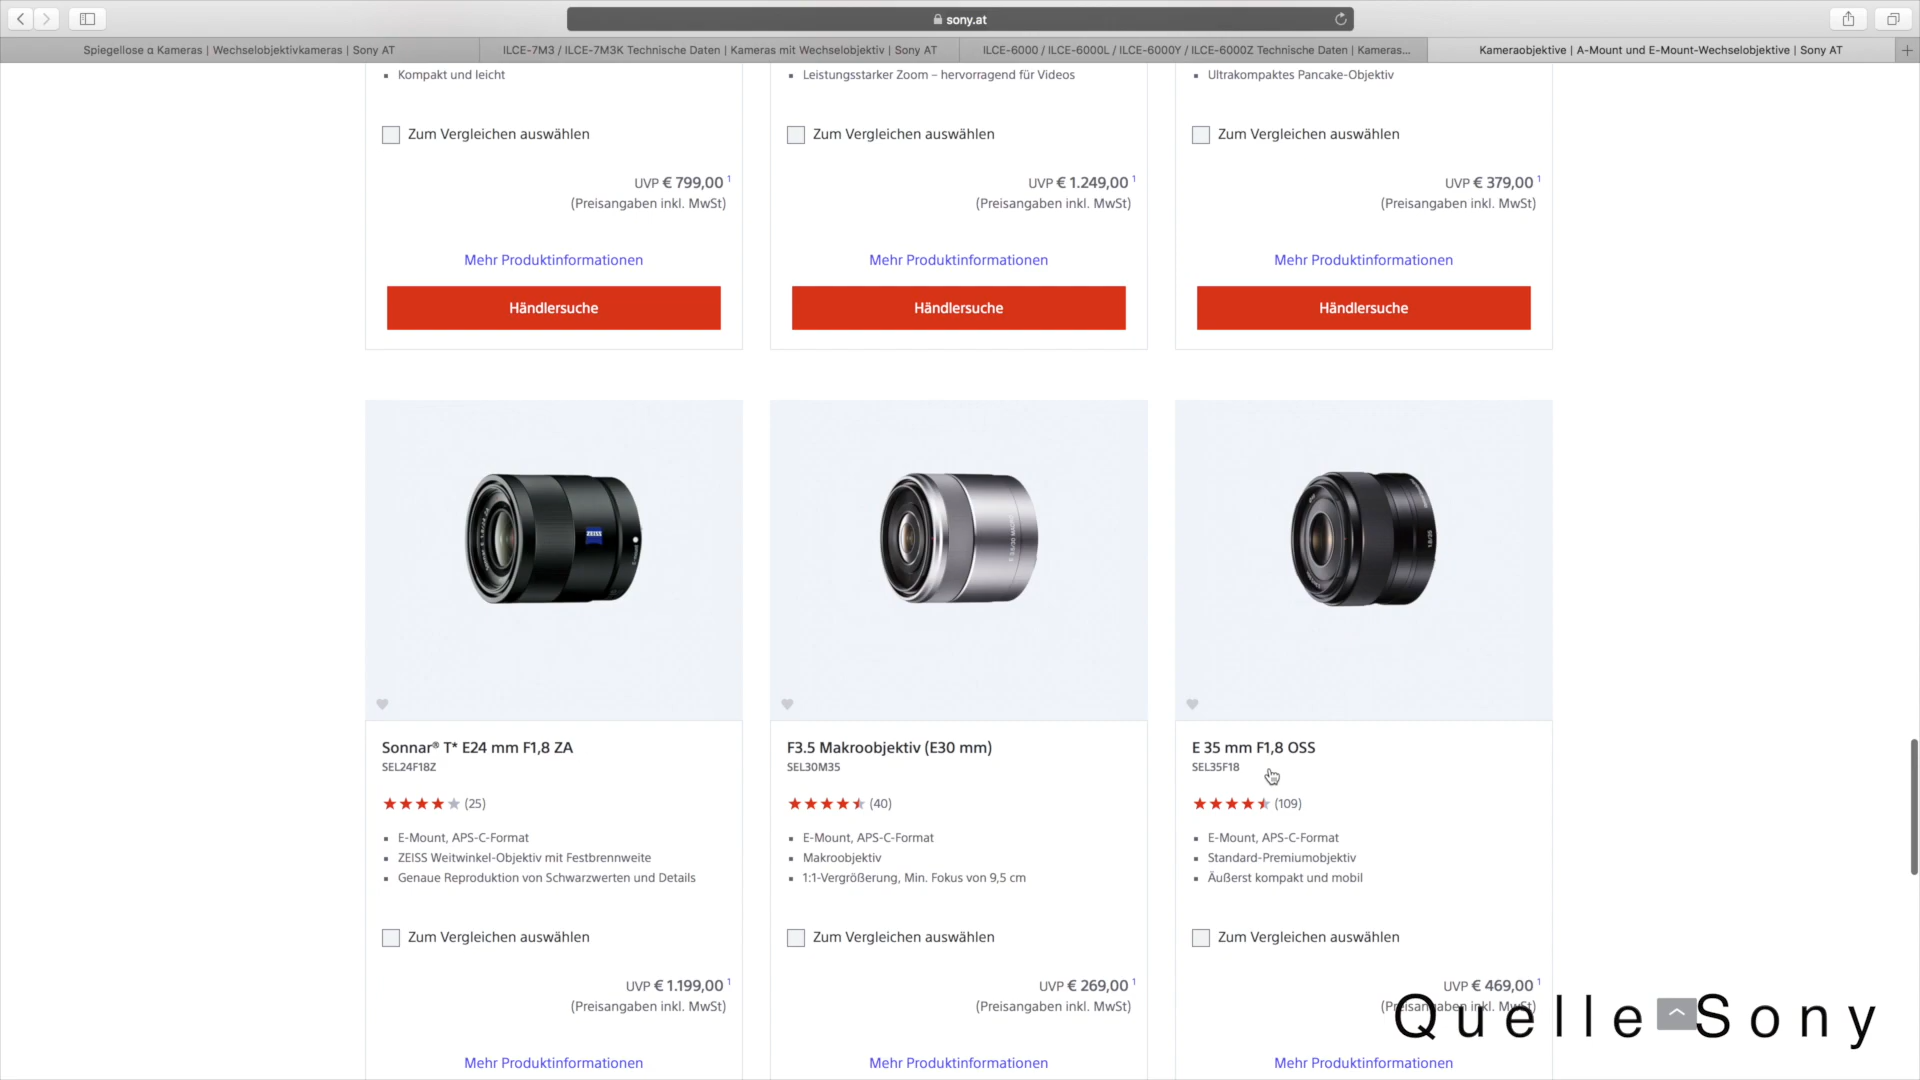 sony.at
Spiegellose α Kameras | Wechselobjektivkameras | Sony AT
ILCE-7M3 / ILCE-7M3K Technische Daten | Kameras mit Wechselobjektiv | Sony AT
ILCE-6000 / ILCE-6000L / ILCE-6000Y / ILCE-6000Z Technische Daten | Kameras...
Kameraobjektive | A-Mount und E-Mount-Wechselobjektive | Sony AT
Kompakt und leicht
Leistungsstarker Zoom – hervorragend für Videos
Ultrakompaktes Pancake-Objektiv
Zum Vergleichen auswählen
Zum Vergleichen auswählen
Zum Vergleichen auswählen
UVP € 799,00 1
(Preisangaben inkl. MwSt)
UVP € 1.249,00 1
(Preisangaben inkl. MwSt)
UVP € 379,00 1
(Preisangaben inkl. MwSt)
Mehr Produktinformationen
Mehr Produktinformationen
Mehr Produktinformationen
Händlersuche
Händlersuche
Händlersuche
ZEISS
Sonnar® T* E24 mm F1,8 ZA
SEL24F18Z
(25)
E-Mount, APS-C-Format
ZEISS Weitwinkel-Objektiv mit Festbrennweite
Genaue Reproduktion von Schwarzwerten und Details
Zum Vergleichen auswählen
UVP € 1.199,00 1
(Preisangaben inkl. MwSt)
Mehr Produktinformationen
F3.5 Makroobjektiv (E30 mm)
SEL30M35
(40)
E-Mount, APS-C-Format
Makroobjektiv
1:1-Vergrößerung, Min. Fokus von 9,5 cm
Zum Vergleichen auswählen
UVP € 269,00 1
(Preisangaben inkl. MwSt)
Mehr Produktinformationen
E 35 mm F1,8 OSS
SEL35F18
(109)
E-Mount, APS-C-Format
Standard-Premiumobjektiv
Äußerst kompakt und mobil
Zum Vergleichen auswählen
UVP € 469,00 1
(Preisangaben inkl. MwSt)
Mehr Produktinformationen
Quelle Sony